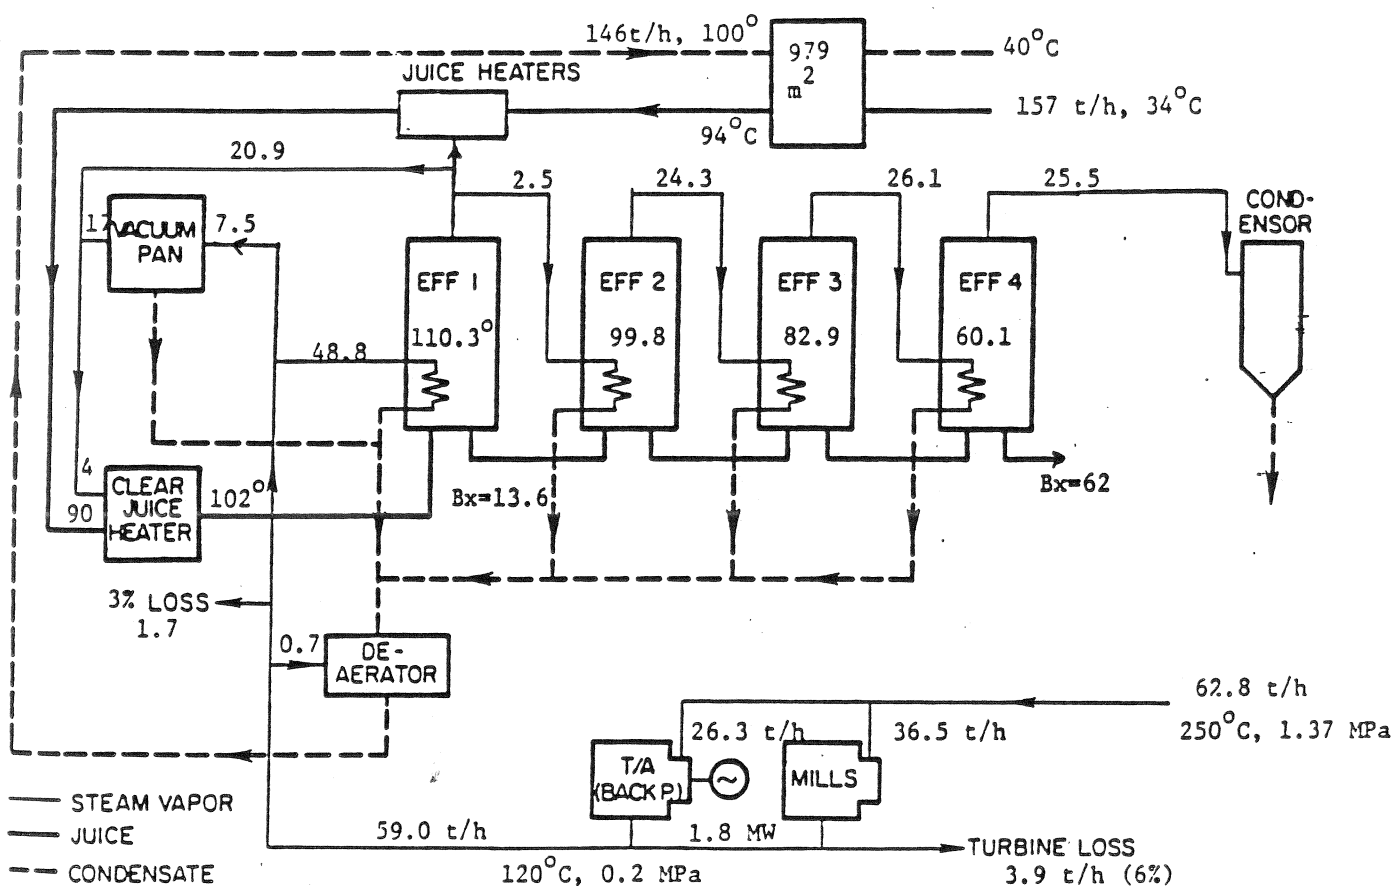 146t/h, 100°
979
m²
40°C
JUICE HEATERS
157 t/h, 34°C
94°C
20.9
2.5
24.3
26.1
25.5
COND-
ENSOR
17
VACUUM
PAN
7.5
EFF 1
EFF 2
EFF 3
EFF 4
110.3°
99.8
82.9
60.1
48.8
4
CLEAR
JUICE
HEATER
90
102°
Bx=13.6
Bx=62
3% LOSS
1.7
0.7
DE-
AERATOR
62.8 t/h
250°C, 1.37 MPa
26.3 t/h
36.5 t/h
T/A
(BACK P.)
~
MILLS
STEAM VAPOR
JUICE
CONDENSATE
59.0 t/h
1.8 MW
120°C, 0.2 MPa
TURBINE LOSS
3.9 t/h (6%)